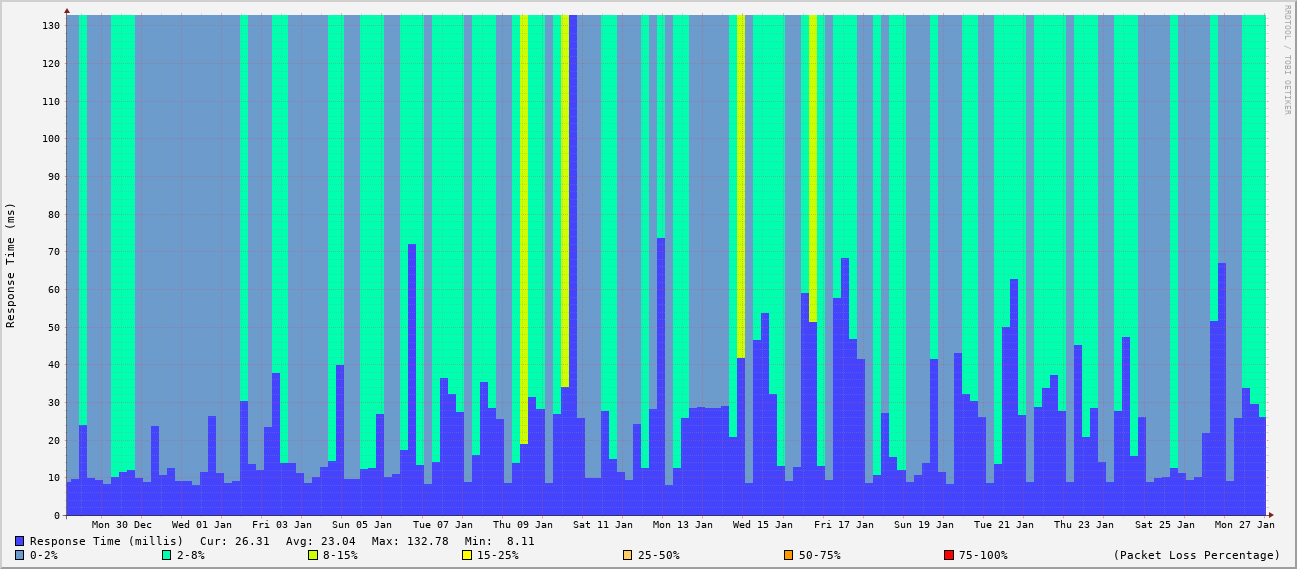 RRDTOOL / TOBI OETIKER
Response Time (ms)
130
120
110
100
90
80
70
60
50
40
30
20
10
0
Mon 30 Dec Wed 01 Jan Fri 03 Jan Sun 05 Jan Tue 07 Jan Thu 09 Jan Sat 11 Jan Mon 13 Jan Wed 15 Jan Fri 17 Jan Sun 19 Jan Tue 21 Jan Thu 23 Jan Sat 25 Jan Mon 27 Jan
Response Time (millis) Cur: 26.31 Avg: 23.04 Max: 132.78 Min: 8.11
0-2% 2-8% 8-15% 15-25% 25-50% 50-75% 75-100% (Packet Loss Percentage)